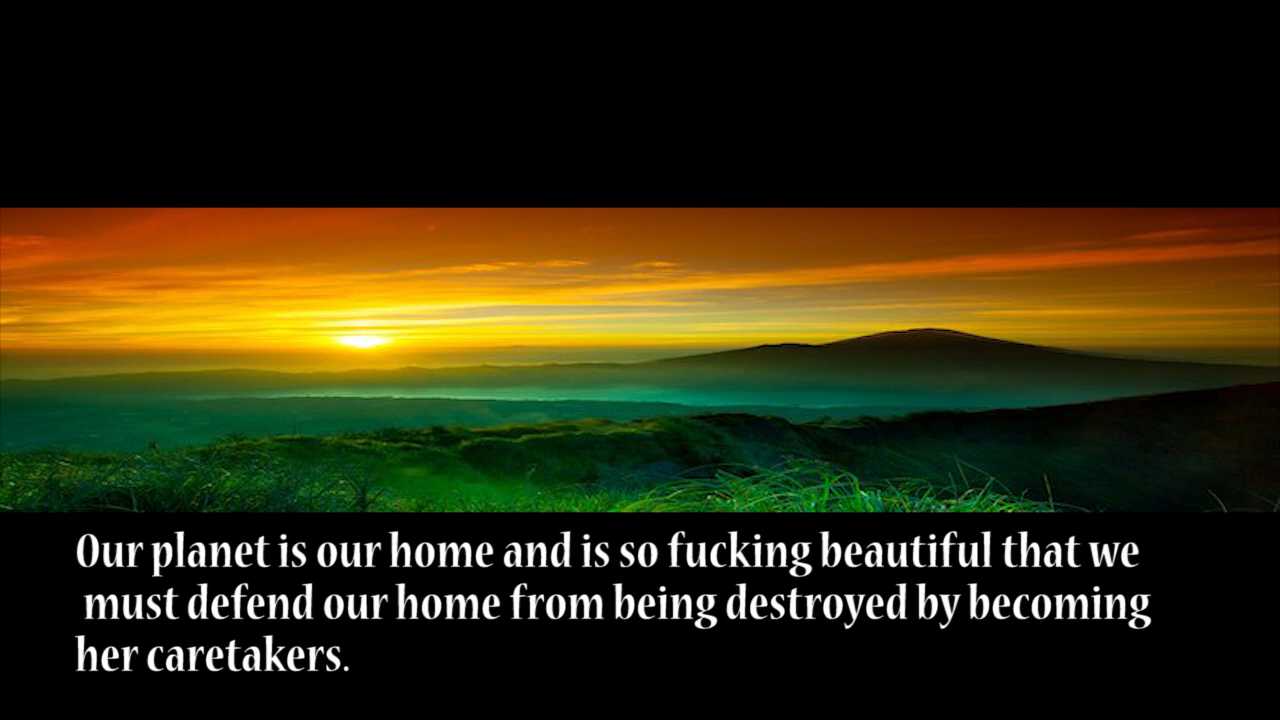 Our planet is our home and is so fucking beautiful that we
must defend our home from being destroyed by becoming
her caretakers.